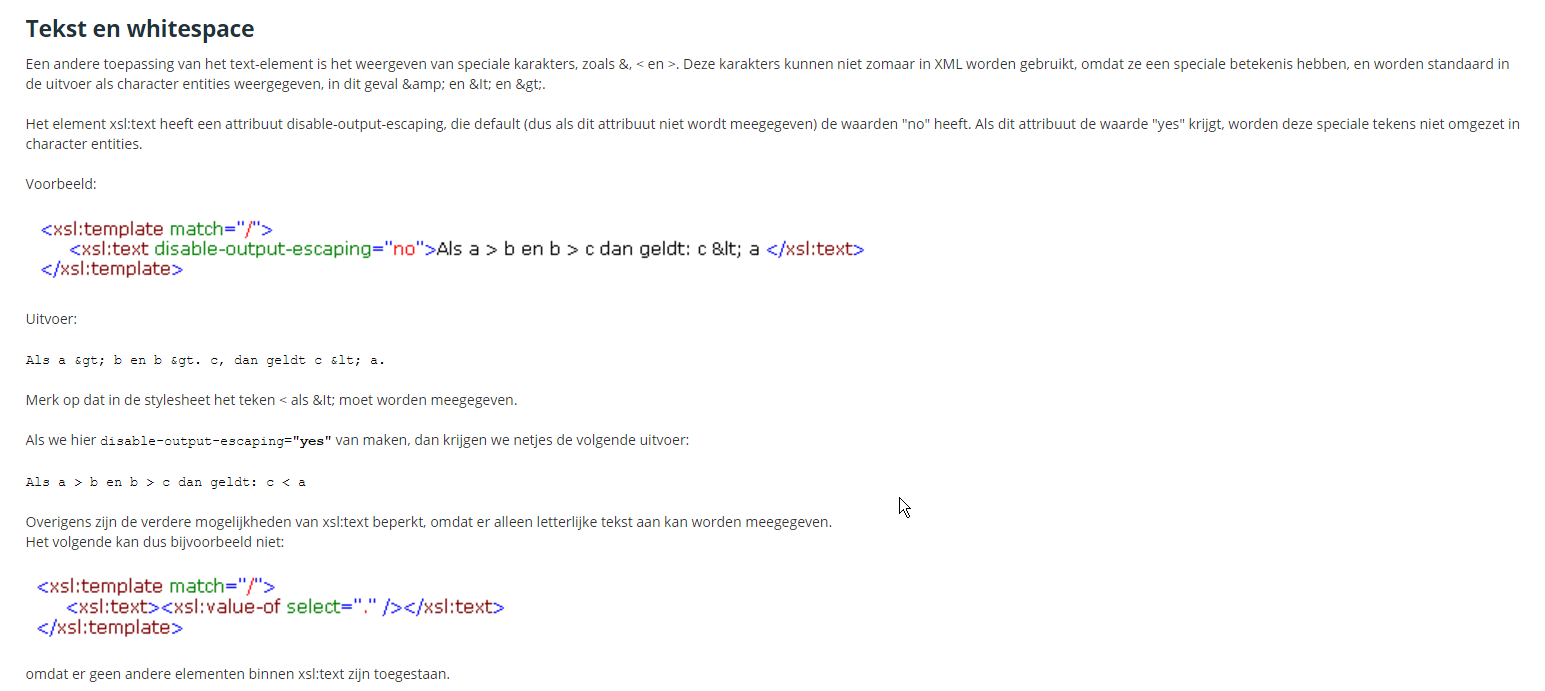 Tekst en whitespace
Een andere toepassing van het text-element is het weergeven van speciale karakters, zoals &, < en >. Deze karakters kunnen niet zomaar in XML worden gebruikt, omdat ze een speciale betekenis hebben, en worden standaard in
de uitvoer als character entities weergegeven, in dit geval &amp; en &lt; en &gt;.
Het element xsl:text heeft een attribuut disable-output-escaping, die default (dus als dit attribuut niet wordt meegegeven) de waarden "no" heeft. Als dit attribuut de waarde "yes" krijgt, worden deze speciale tekens niet omgezet in
character entities.
Voorbeeld:
<xsl:template match="/">
<xsl:text disable-output-escaping="no">Als a > b en b > c dan geldt: c &lt; a </xsl:text>
</xsl:template>
Uitvoer:
Als a &gt; b en b &gt. c, dan geldt c &lt; a.
Merk op dat in de stylesheet het teken < als &lt; moet worden meegegeven.
Als we hier disable-output-escaping="yes" van maken, dan krijgen we netjes de volgende uitvoer:
Als a > b en b > c dan geldt: c < a
Overigens zijn de verdere mogelijkheden van xsl:text beperkt, omdat er alleen letterlijke tekst aan kan worden meegegeven.
Het volgende kan dus bijvoorbeeld niet:
<xsl:template match="/">
<xsl:text><xsl:value-of select="." /></xsl:text>
</xsl:template>
omdat er geen andere elementen binnen xsl:text zijn toegestaan.